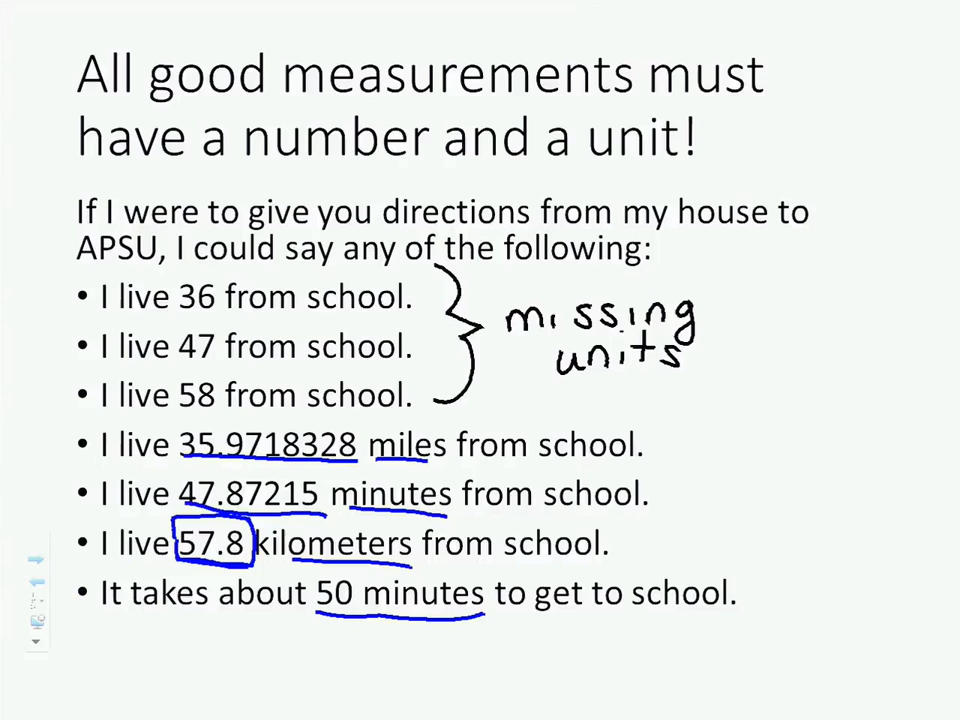 All good measurements must
have a number and a unit!
If I were to give you directions from my house to
APSU, I could say any of the following:
• I live 36 from school.
• I live 47 from school.
• I live 58 from school.
missing
units
• I live 35.9718328 miles from school.
• I live 47.87215 minutes from school.
• I live 57.8 kilometers from school.
• It takes about 50 minutes to get to school.